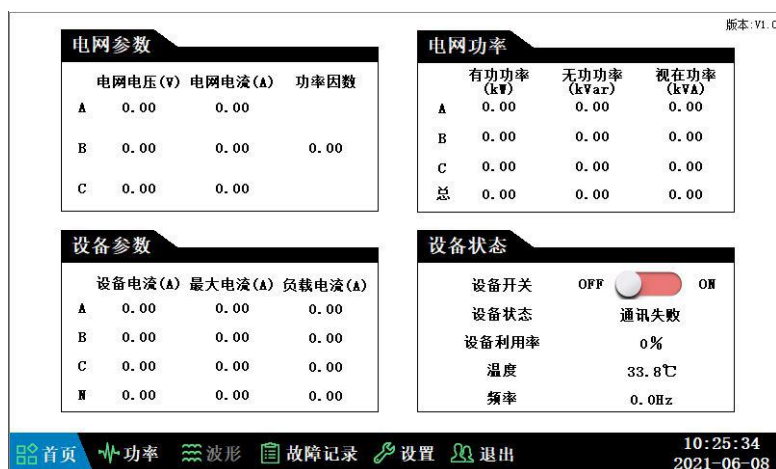 版本:V1.0
电网参数
电网电压(V) 电网电流(A) 功率因数
A 0.00 0.00
B 0.00 0.00 0.00
C 0.00 0.00
电网功率
有功功率 无功功率 视在功率
(kW) (kVar) (kVA)
A 0.00 0.00 0.00
B 0.00 0.00 0.00
C 0.00 0.00 0.00
总 0.00 0.00 0.00
设备参数
设备电流(A) 最大电流(A) 负载电流(A)
A 0.00 0.00 0.00
B 0.00 0.00 0.00
C 0.00 0.00 0.00
N 0.00 0.00 0.00
设备状态
设备开关 OFF ON
设备状态 通讯失败
设备利用率 0%
温度 33.8℃
频率 0.0Hz
首页 功率 波形 故障记录 设置 退出
10:25:34
2021-06-08